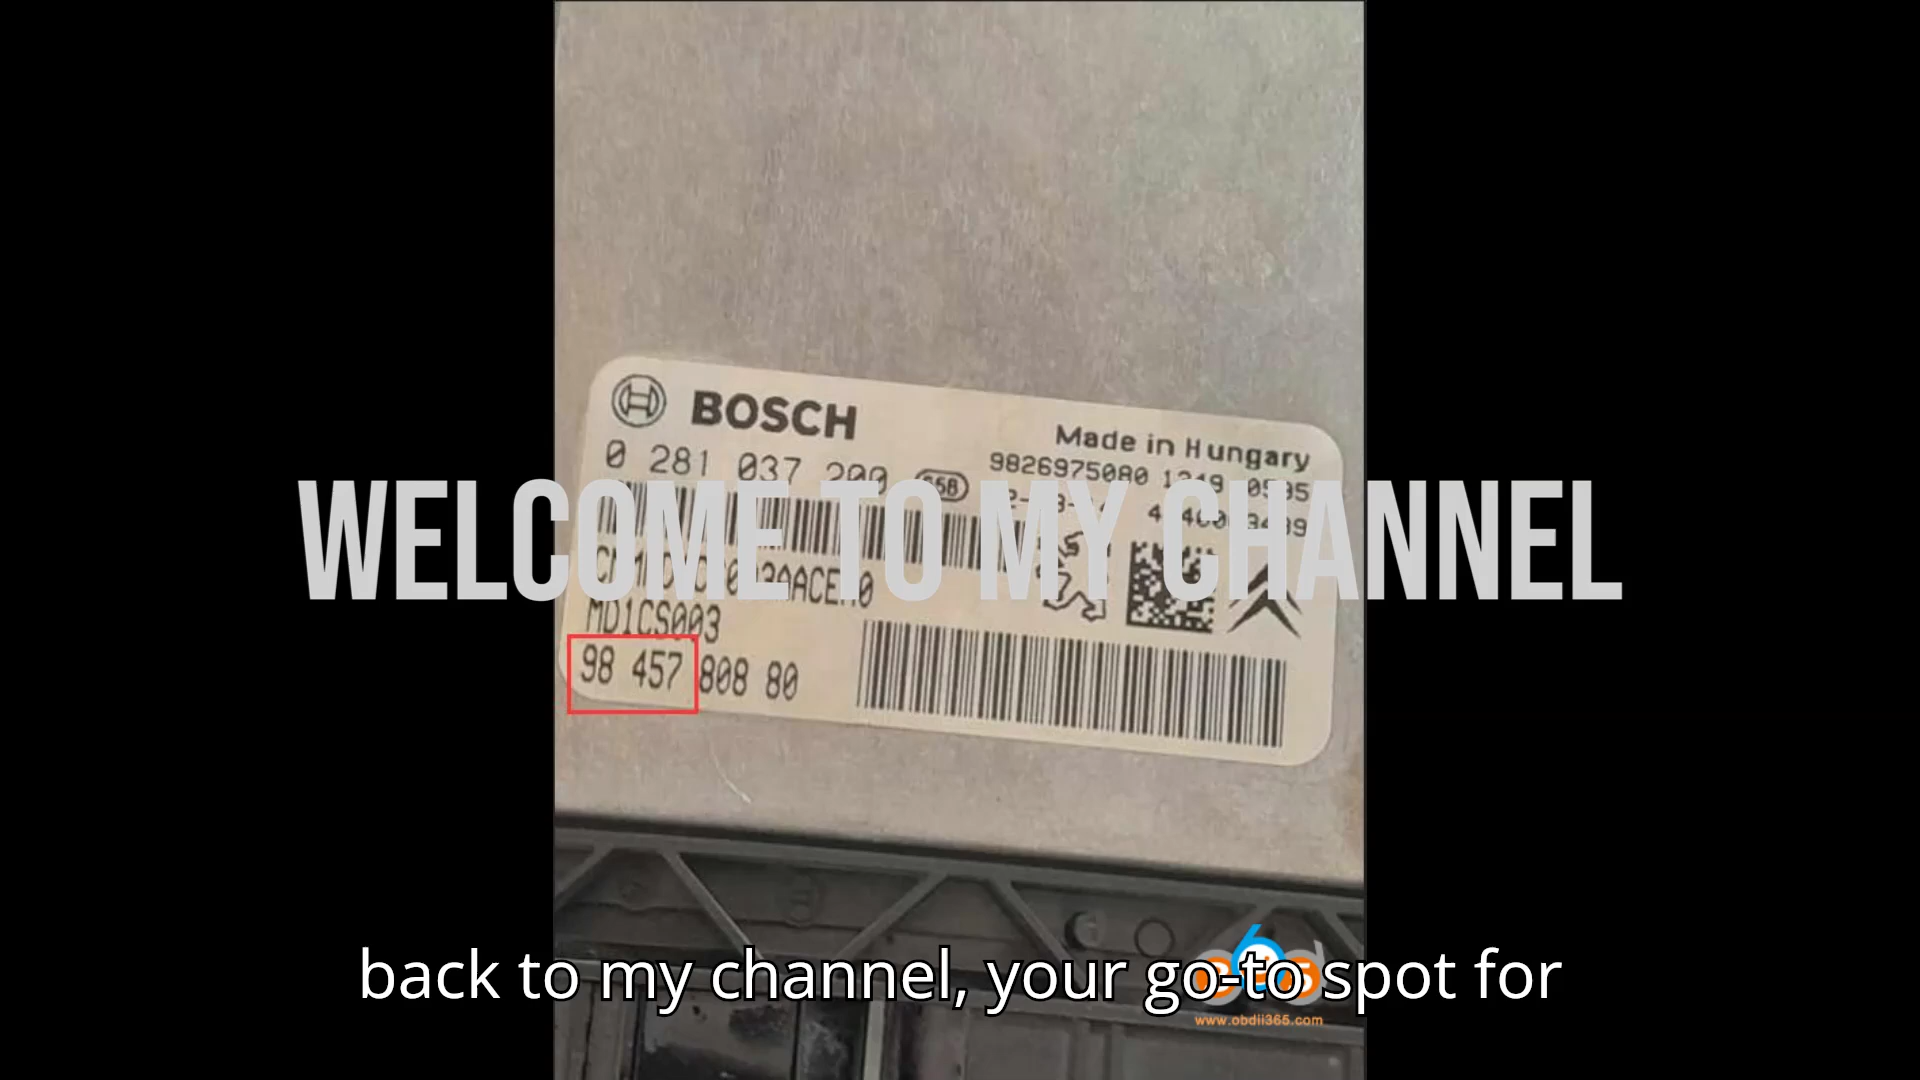 BOSCH
Made in Hungary
0 281 037 200
9826975080
WELCOME TO MY CHANNEL
MD1CS003
98 457 808 80
back to my channel, your go-to spot for
www.obdii365.com